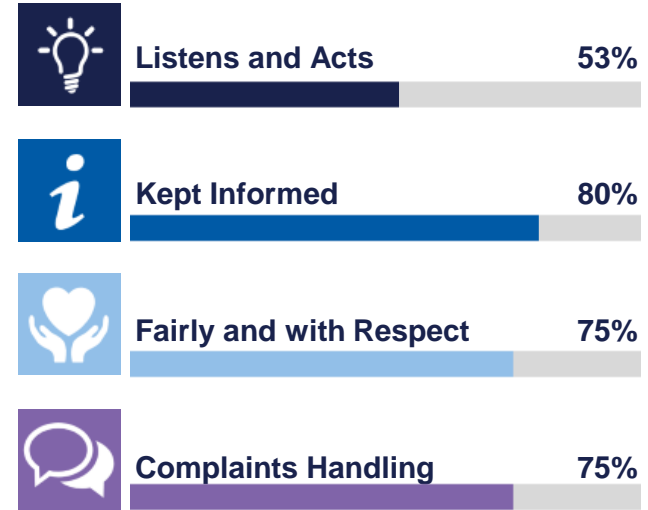 Listens and Acts 53%
Kept Informed 80%
Fairly and with Respect 75%
Complaints Handling 75%